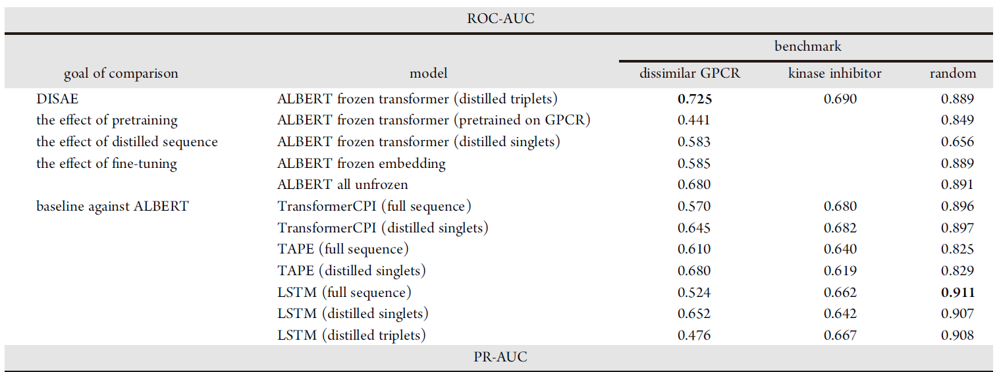 ROC-AUC
benchmark
goal of comparison model dissimilar GPCR kinase inhibitor random
DISAE ALBERT frozen transformer (distilled triplets) 0.725 0.690 0.889
the effect of pretraining ALBERT frozen transformer (pretrained on GPCR) 0.441 0.849
the effect of distilled sequence ALBERT frozen transformer (distilled singlets) 0.583 0.656
the effect of fine-tuning ALBERT frozen embedding 0.585 0.889
ALBERT all unfrozen 0.680 0.891
baseline against ALBERT TransformerCPI (full sequence) 0.570 0.680 0.896
TransformerCPI (distilled singlets) 0.645 0.682 0.897
TAPE (full sequence) 0.610 0.640 0.825
TAPE (distilled singlets) 0.680 0.619 0.829
LSTM (full sequence) 0.524 0.662 0.911
LSTM (distilled singlets) 0.652 0.642 0.907
LSTM (distilled triplets) 0.476 0.667 0.908
PR-AUC